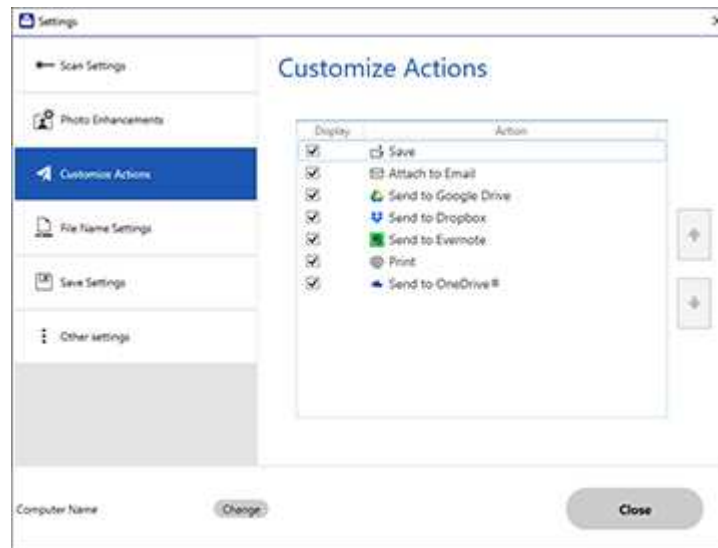 Settings
Scan Settings
Photo Enhancements
Customize Actions
File Name Settings
Save Settings
Other settings
Customize Actions
Display Action
Save
Attach to Email
Send to Google Drive
Send to Dropbox
Send to Evernote
Print
Send to OneDrive®
Computer Name Change Close